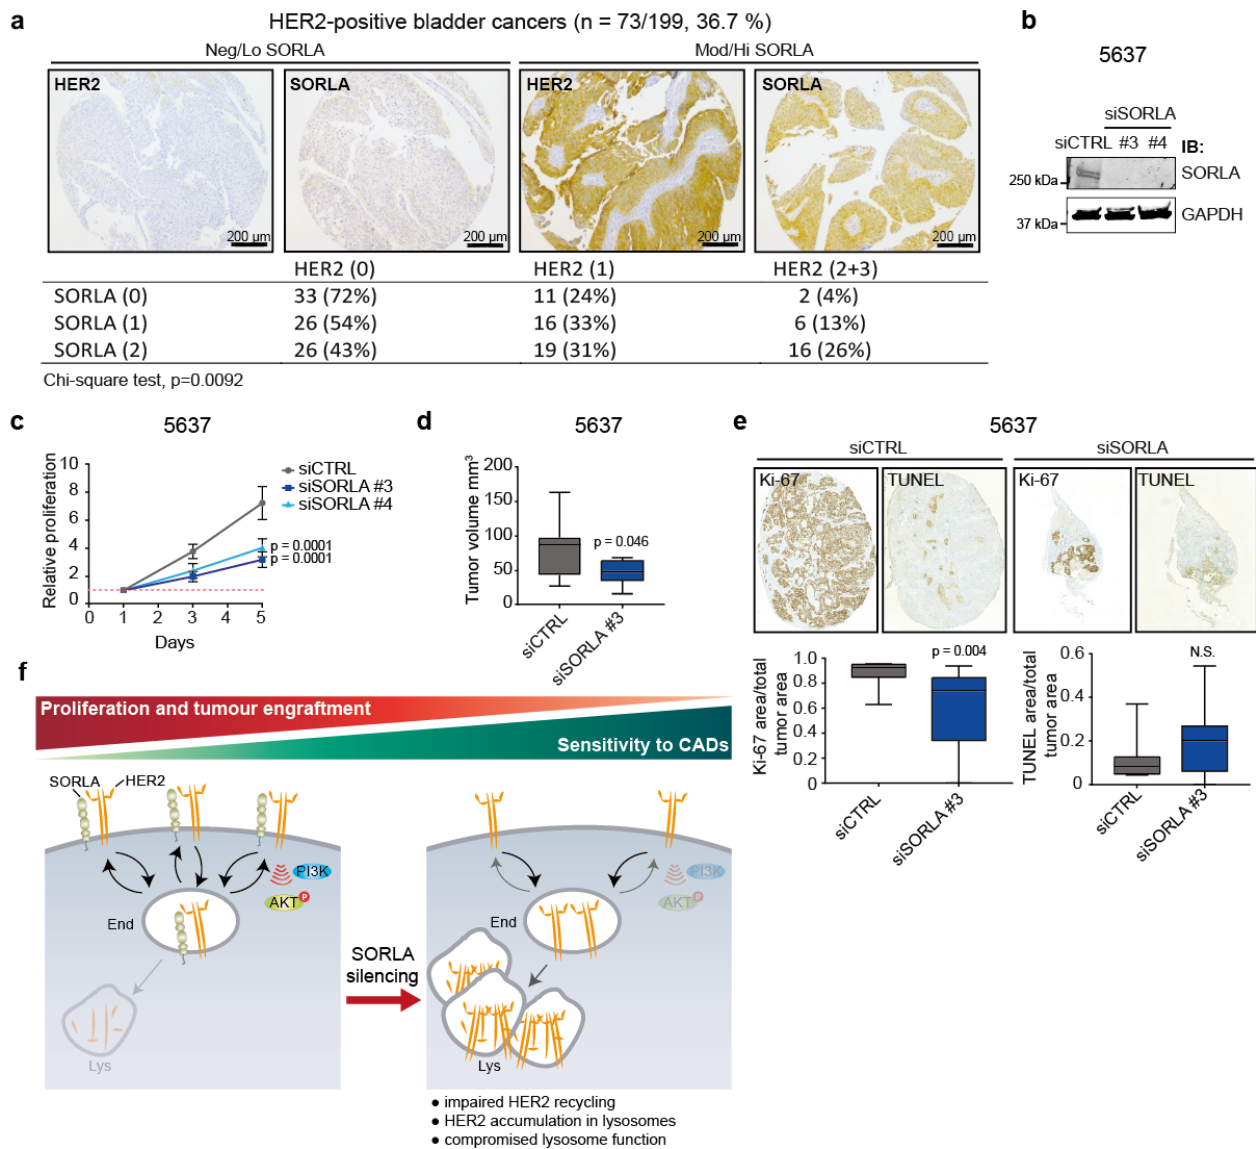 a
HER2-positive bladder cancers (n = 73/199, 36.7 %)
Neg/Lo SORLA
Mod/Hi SORLA
HER2
SORLA
HER2
SORLA
200 µm
200 µm
200 µm
200 µm
HER2 (0) HER2 (1) HER2 (2+3)
SORLA (0) 33 (72%) 11 (24%) 2 (4%)
SORLA (1) 26 (54%) 16 (33%) 6 (13%)
SORLA (2) 26 (43%) 19 (31%) 16 (26%)
Chi-square test, p=0.0092
b
5637
siSORLA
siCTRL #3 #4 IB:
250 kDa
SORLA
37 kDa
GAPDH
c
5637
Relative proliferation
10
8
6
4
2
0
0 1 2 3 4 5
Days
siCTRL
siSORLA #3
siSORLA #4
p = 0.0001
p = 0.0001
d
5637
Tumor volume mm³
200
150
100
50
0
p = 0.046
siCTRL
siSORLA #3
e
5637
siCTRL
siSORLA
Ki-67
TUNEL
Ki-67
TUNEL
Ki-67 area/total
tumor area
1.0
0.8
0.6
0.4
0.2
0
p = 0.004
siCTRL
siSORLA #3
TUNEL area/total
tumor area
0.6
0.4
0.2
0
N.S.
siCTRL
siSORLA #3
f
Proliferation and tumour engraftment
Sensitivity to CADs
SORLA
HER2
PI3K
AKT
P
End
Lys
SORLA
silencing
PI3K
AKT
P
End
Lys
● impaired HER2 recycling
● HER2 accumulation in lysosomes
● compromised lysosome function